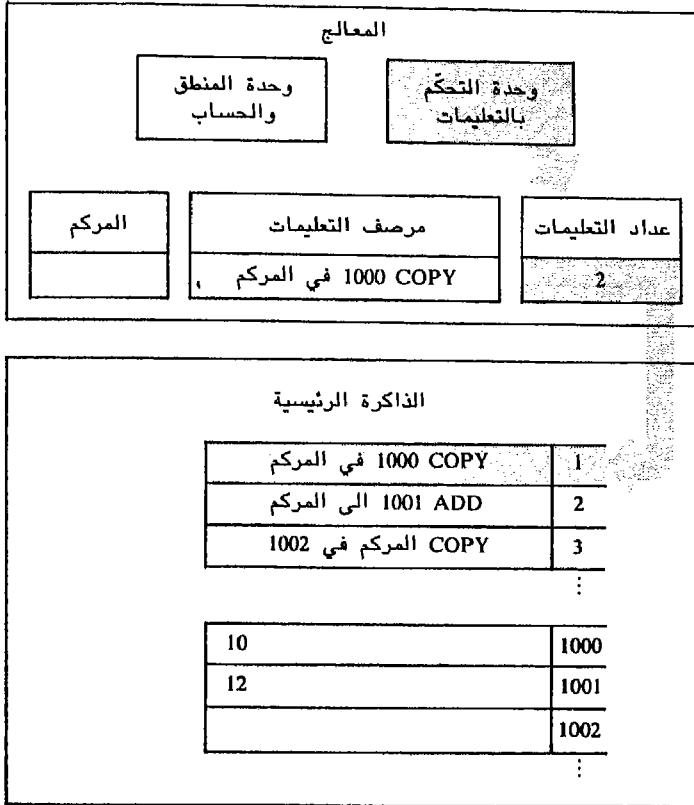 المعالج
وحدة التحكّم
بالتعليمات
وحدة المنطق
والحساب
عداد التعليمات
2
مرصف التعليمات
1000 COPY في المركم
المركم
الذاكرة الرئيسية
1 1000 COPY في المركم
2 1001 ADD الى المركم
3 COPY المركم في 1002
1000 10
1001 12
1002